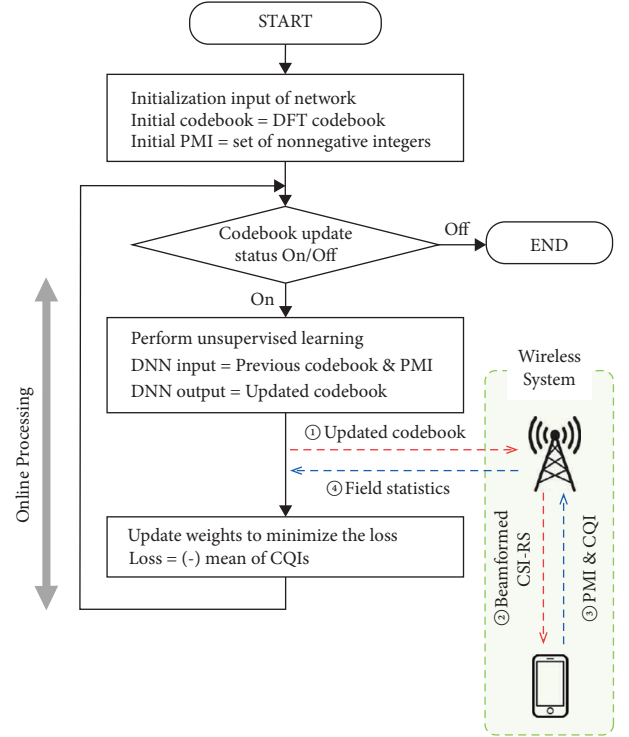 START
Initialization input of network
Initial codebook = DFT codebook
Initial PMI = set of nonnegative integers
Codebook update
status On/Off
Off
END
On
Perform unsupervised learning
DNN input = Previous codebook & PMI
DNN output = Updated codebook
Online Processing
Wireless
System
① Updated codebook
④ Field statistics
② Beamformed
CSI-RS
③ PMI & CQI
Update weights to minimize the loss
Loss = (-) mean of CQIs